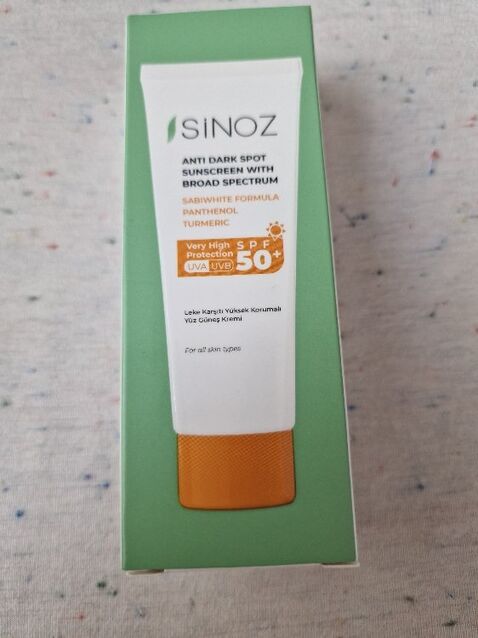 SiNOZ
ANTI DARK SPOT
SUNSCREEN WITH
BROAD SPECTRUM
SABIWHITE FORMULA
PANTHENOL
TURMERIC
Very High
Protection
UVA UVB
SPF
50+
Leke Karşıtı Yüksek Korumalı
Yüz Güneş Kremi
For all skin types